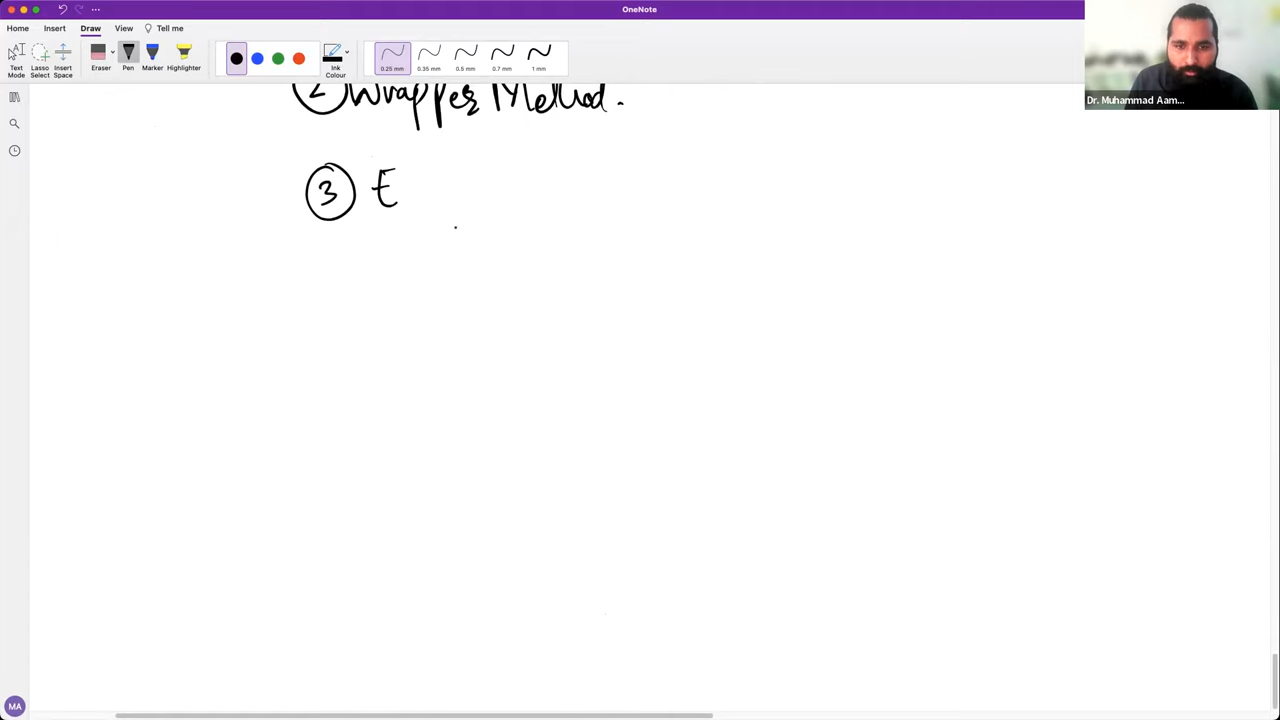 OneNote
Home Insert Draw View Tell me
Text Mode Lasso Select Insert Space Eraser Pen Marker Highlighter Ink Colour 0.25 mm 0.35 mm 0.5 mm 0.7 mm 1 mm
Dr. Muhammad Aam...
2 Wrapper Method.
3 E
MA